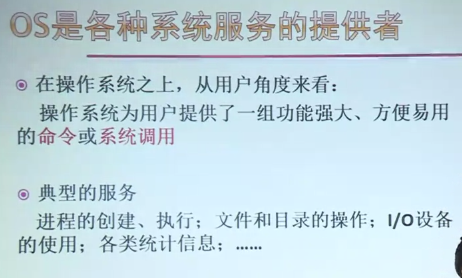 OS是各种系统服务的提供者
在操作系统之上，从用户角度来看：
操作系统为用户提供了一组功能强大、方便易用
的命令或系统调用
典型的服务
进程的创建、执行；文件和目录的操作；I/O设备
的使用；各类统计信息；……